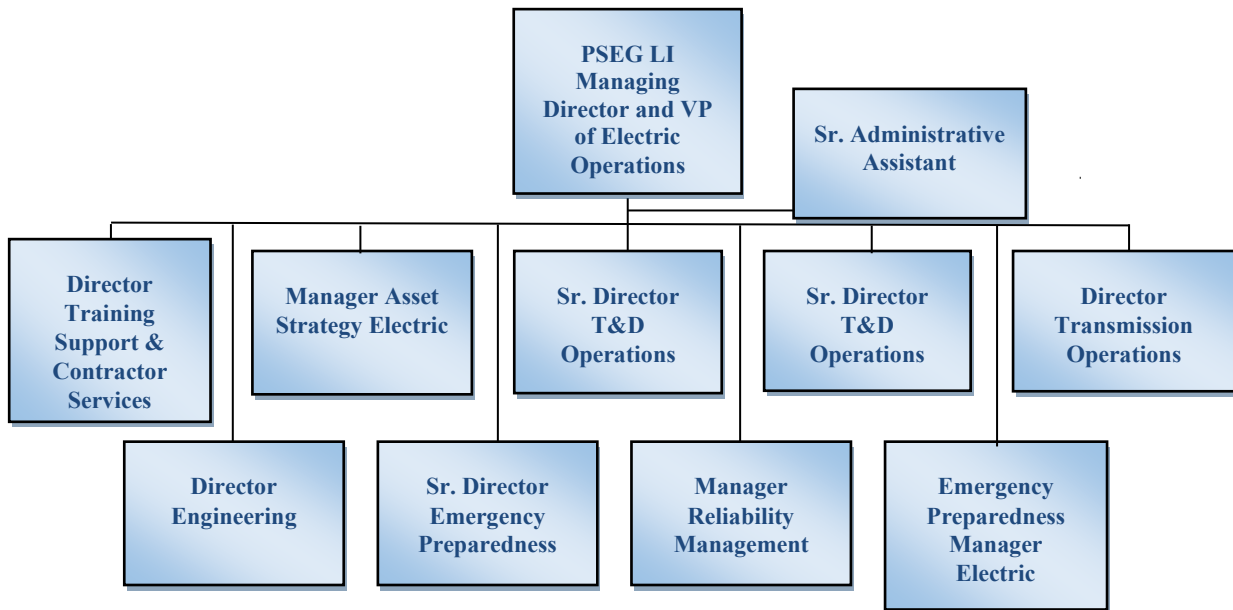 PSEG LI
Managing
Director and VP
of Electric
Operations
Sr. Administrative
Assistant
Director
Training
Support &
Contractor
Services
Manager Asset
Strategy Electric
Sr. Director
T&D
Operations
Sr. Director
T&D
Operations
Director
Transmission
Operations
Director
Engineering
Sr. Director
Emergency
Preparedness
Manager
Reliability
Management
Emergency
Preparedness
Manager
Electric